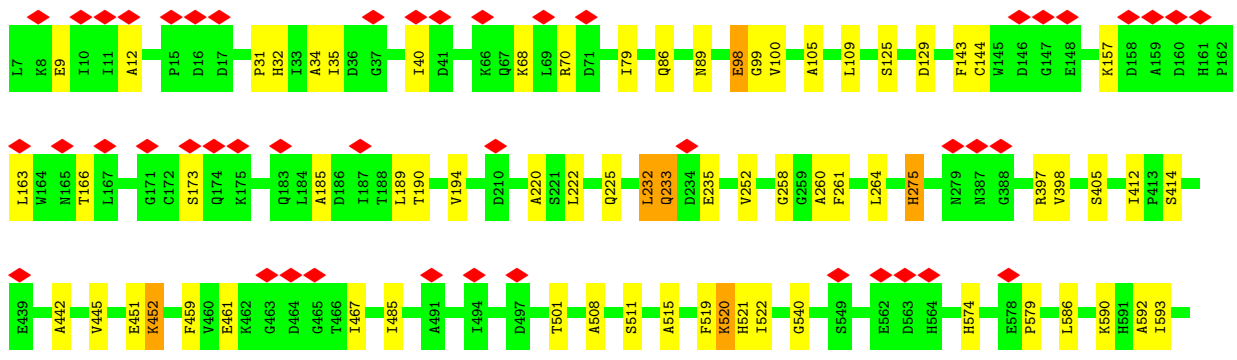 L7 K8 E9 I10 I11 A12 P15 D16 D17 P31 H32 I33 A34 I35 D36 G37 I40 D41 K66 Q67 K68 L69 R70 D71 I79 Q86 N89 E98 G99 V100 A105 L109 S125 D129 F143 C144 W145 D146 G147 E148 K157 D158 A159 D160 H161 P162
L163 W164 N165 T166 L167 G171 C172 S173 Q174 K175 Q183 L184 A185 D186 I187 T188 L189 T190 V194 D210 A220 S221 L222 Q225 L232 Q233 D234 E235 V252 G258 G259 A260 F261 L264 H275 N279 N387 G388 R397 V398 S405 I412 P413 S414
E439 A442 V445 E451 K452 F459 V460 E461 K462 G463 D464 G465 T466 I467 I485 A491 I494 D497 T501 A508 S511 A515 F519 K520 H521 I522 G540 S549 E562 D563 H564 H574 E578 P579 L586 K590 H591 A592 I593